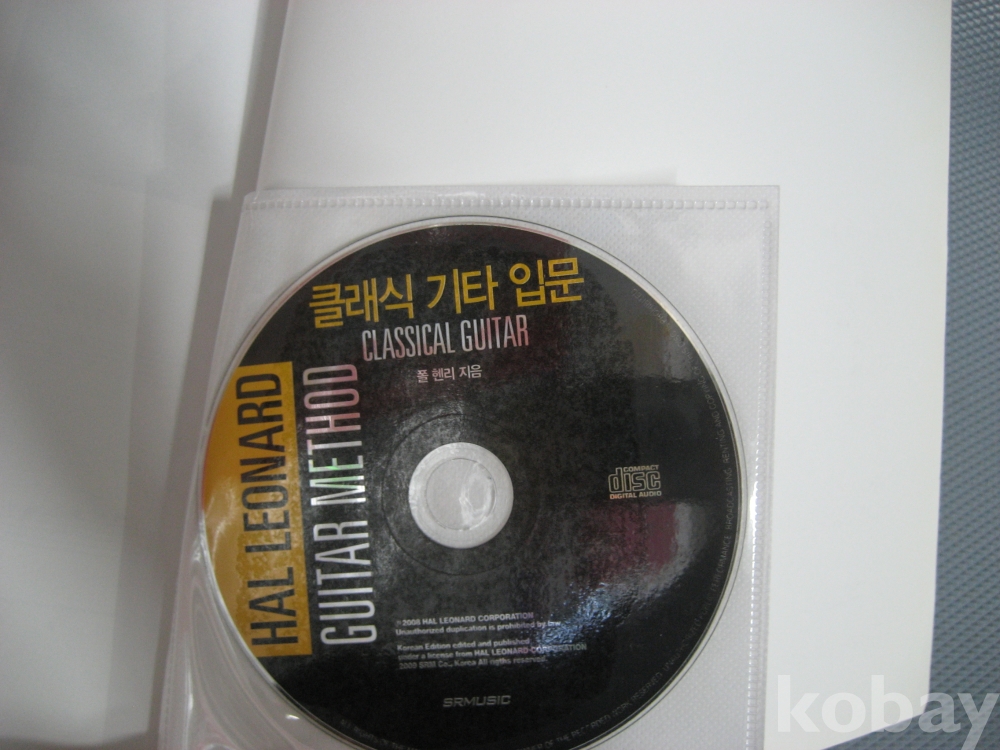 클래식 기타 입문
CLASSICAL GUITAR
폴 헨리 지음
HAL LEONARD
GUITAR METHOD
COMPACT
disc
DIGITAL AUDIO
HAL LEONARD CORPORATION
Unauthorized duplication is prohibited by law
Korean Edition edited and published
under a license from HAL LEONARD CORPORATION
Co., Korea All rights reserved.
SRMUSIC
kobay